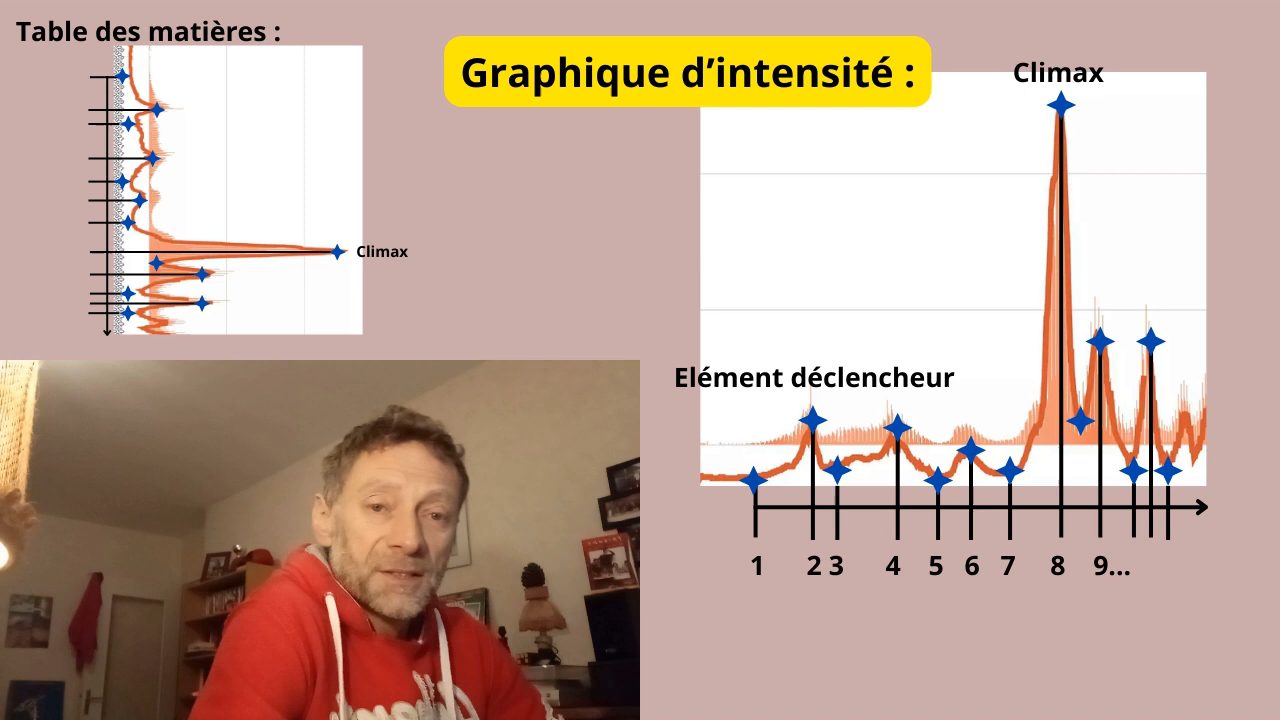 Table des matières :
Graphique d’intensité :
Climax
Climax
Elément déclencheur
1 2 3 4 5 6 7 8 9...